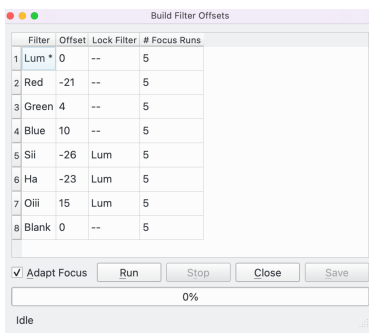 Build Filter Offsets
Filter Offset Lock Filter # Focus Runs
1 Lum * 0 -- 5
2 Red -21 -- 5
3 Green 4 -- 5
4 Blue 10 -- 5
5 Sii -26 Lum 5
6 Ha -23 Lum 5
7 Oiii 15 Lum 5
8 Blank 0 -- 5
Adapt Focus Run Stop Close Save
0%
Idle